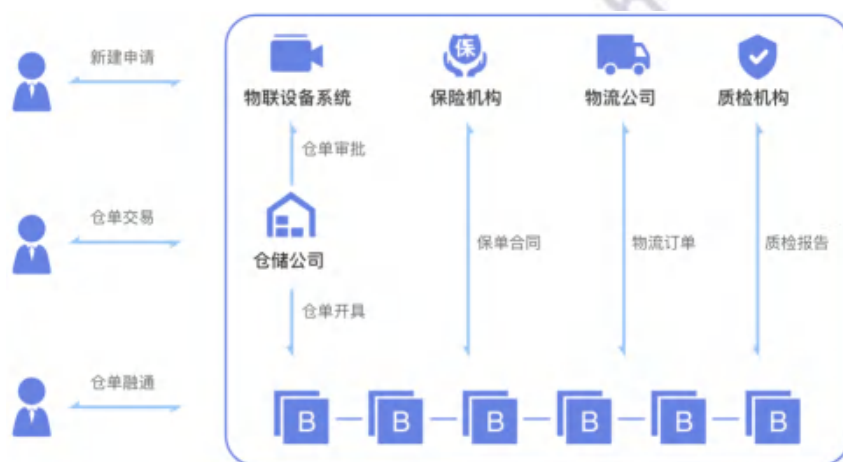 新建申请
保
物联设备系统
保险机构
物流公司
质检机构
仓单审批
仓单交易
仓储公司
保单合同
物流订单
质检报告
仓单开具
仓单融通
B
B
B
B
B
B